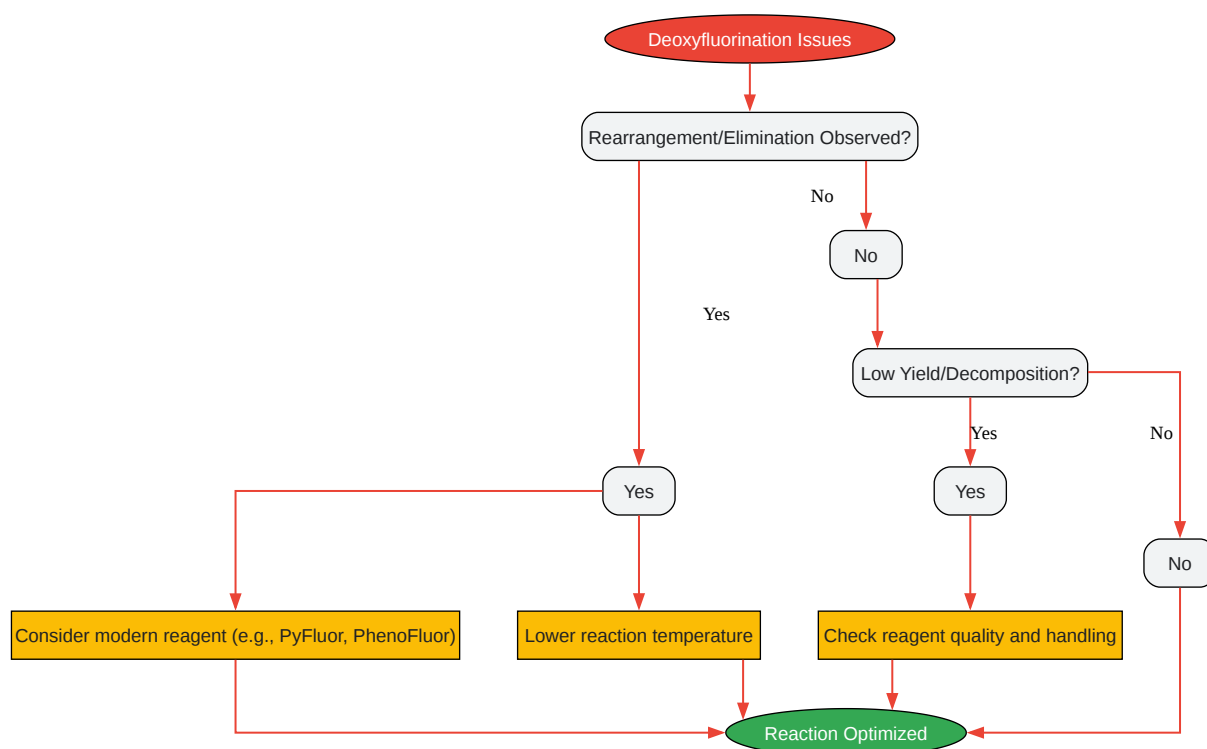 Deoxyfluorination Issues
Rearrangement/Elimination Observed?
No
No
Yes
Low Yield/Decomposition?
Yes
No
Yes
Yes
No
Consider modern reagent (e.g., PyFluor, PhenoFluor)
Lower reaction temperature
Check reagent quality and handling
Reaction Optimized